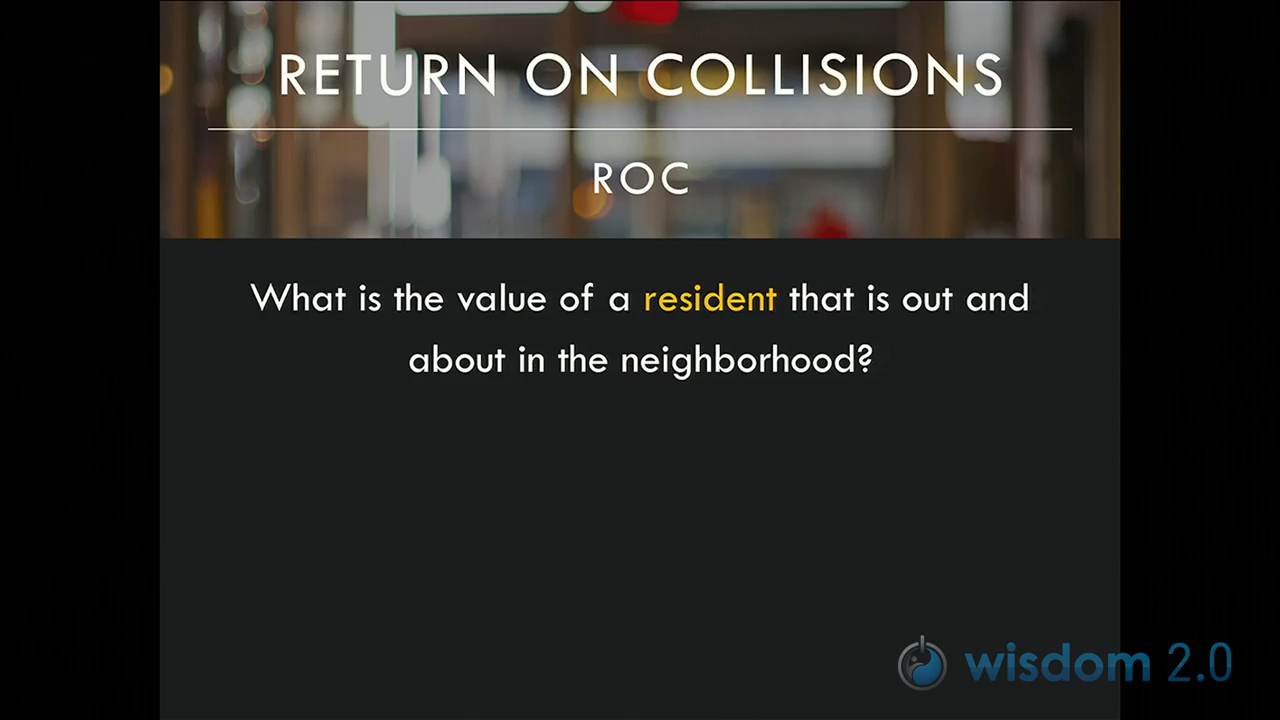 RETURN ON COLLISIONS
ROC
What is the value of a resident that is out and
about in the neighborhood?
wisdom 2.0